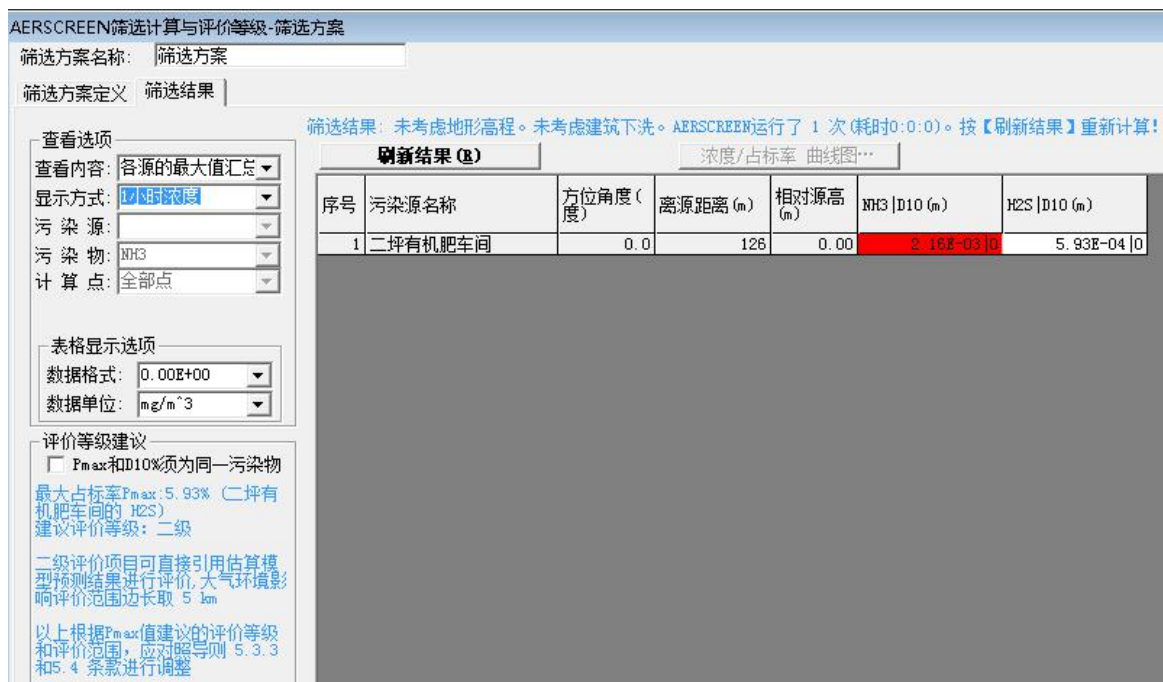 AERSCREEN筛选计算与评价等级-筛选方案
筛选方案名称: 筛选方案
筛选方案定义 筛选结果
查看选项
查看内容: 各源的最大值汇总
显示方式: 1小时浓度
污 染 源:
污 染 物: NH3
计 算 点: 全部点
表格显示选项
数据格式: 0.00E+00
数据单位: mg/m^3
评价等级建议
Pmax和D10%须为同一污染物
最大占标率Pmax:5.93% (二坪有
机肥车间的 H2S)
建议评价等级: 二级
二级评价项目可直接引用估算模
型预测结果进行评价,大气环境影
响评价范围边长取 5 km
以上根据Pmax值建议的评价等级
和评价范围,应对照导则 5.3.3
和5.4 条款进行调整
筛选结果: 未考虑地形高程。未考虑建筑下洗。AERSCREEN运行了 1 次(耗时0:0:0)。按【刷新结果】重新计算!
刷新结果(R) 浓度/占标率 曲线图…
序号 污染源名称 方位角度(度) 离源距离(m) 相对源高(m) NH3|D10(m) H2S|D10(m)
1 二坪有机肥车间 0.0 126 0.00 2.16E-03|0 5.93E-04|0